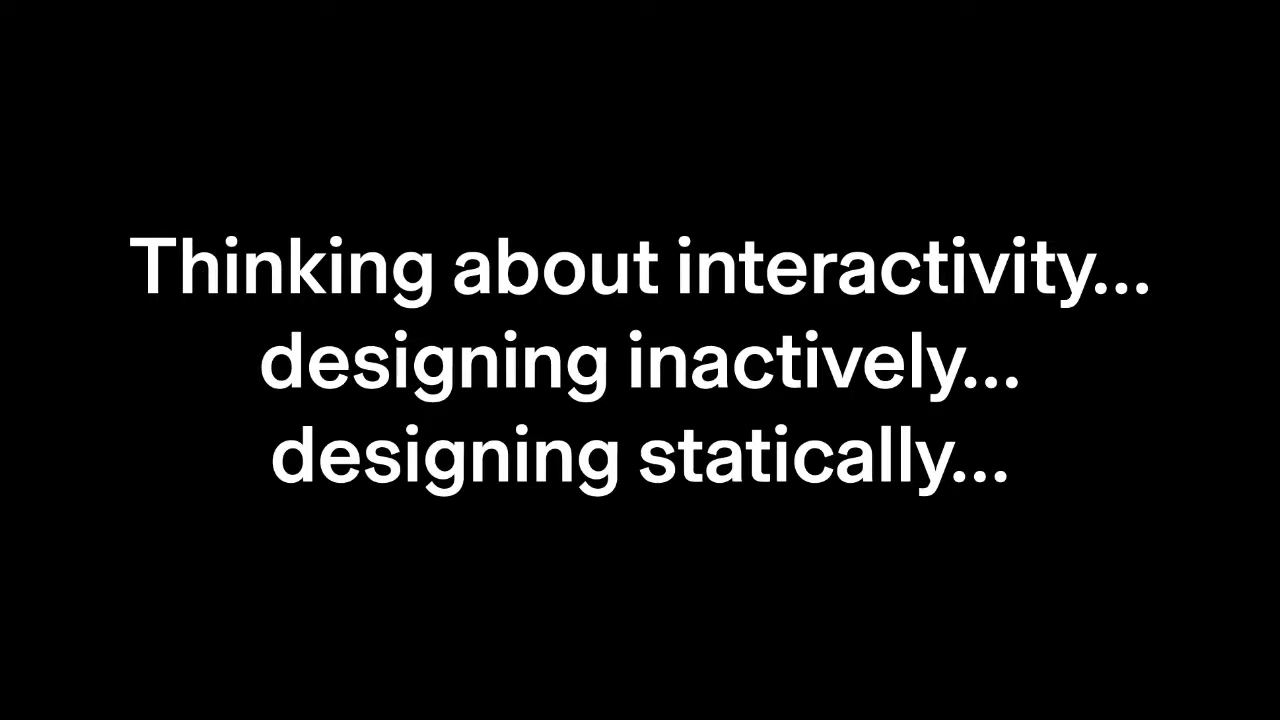 Thinking about interactivity...
designing inactively...
designing statically...